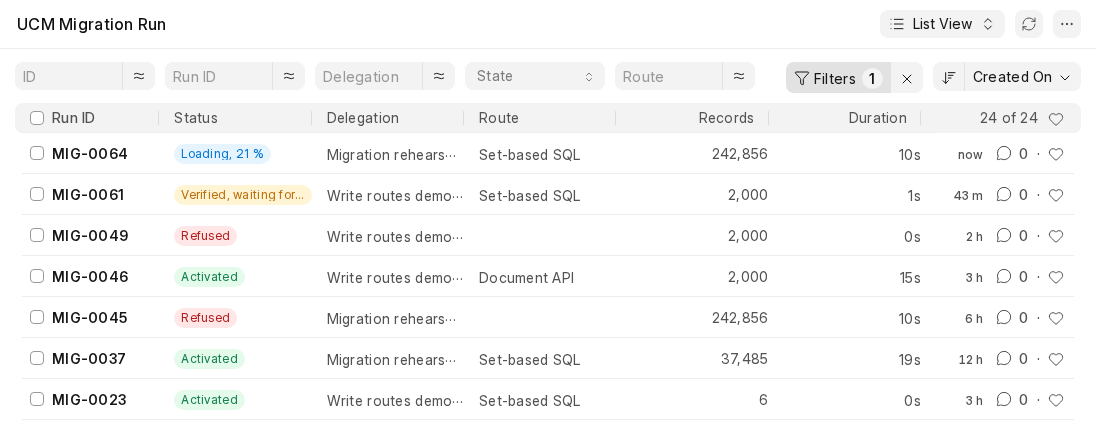 UCM Migration Run
List View
ID ≈ Run ID ≈ Delegation ≈ State Route ≈ Filters 1 × Created On
Run ID Status Delegation Route Records Duration 24 of 24
MIG-0064 Loading, 21 % Migration rehears··· Set-based SQL 242,856 10s now 0 ·
MIG-0061 Verified, waiting for... Write routes demo··· Set-based SQL 2,000 1s 43 m 0 ·
MIG-0049 Refused Write routes demo··· 2,000 0s 2 h 0 ·
MIG-0046 Activated Write routes demo··· Document API 2,000 15s 3 h 0 ·
MIG-0045 Refused Migration rehears··· 242,856 10s 6 h 0 ·
MIG-0037 Activated Migration rehears··· Set-based SQL 37,485 19s 12 h 0 ·
MIG-0023 Activated Write routes demo··· Set-based SQL 6 0s 3 h 0 ·